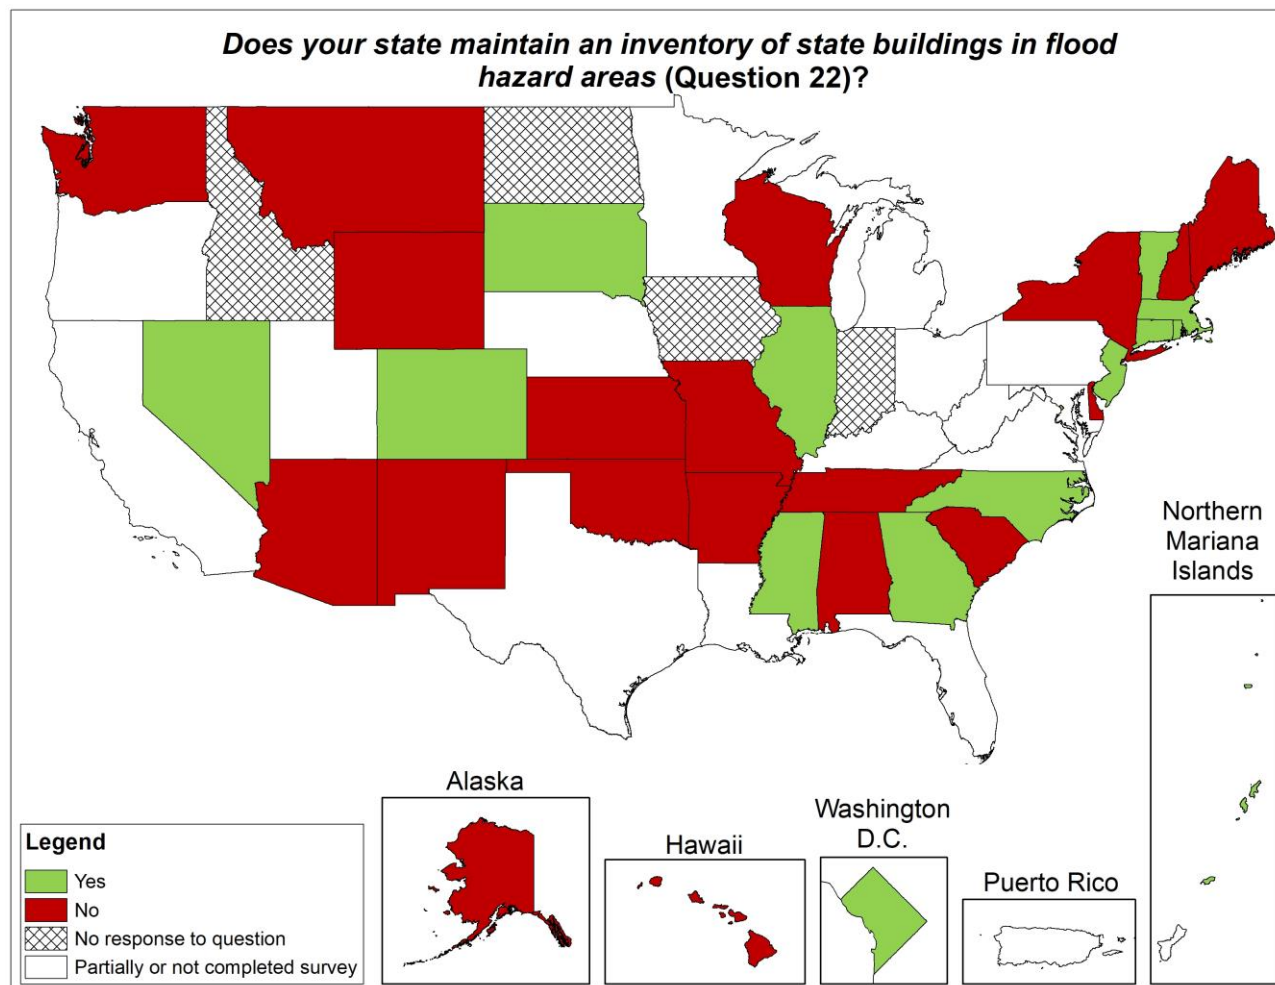 Does your state maintain an inventory of state buildings in flood
hazard areas (Question 22)?
Northern
Mariana
Islands
Alaska
Hawaii
Washington
D.C.
Puerto Rico
Legend
Yes
No
No response to question
Partially or not completed survey